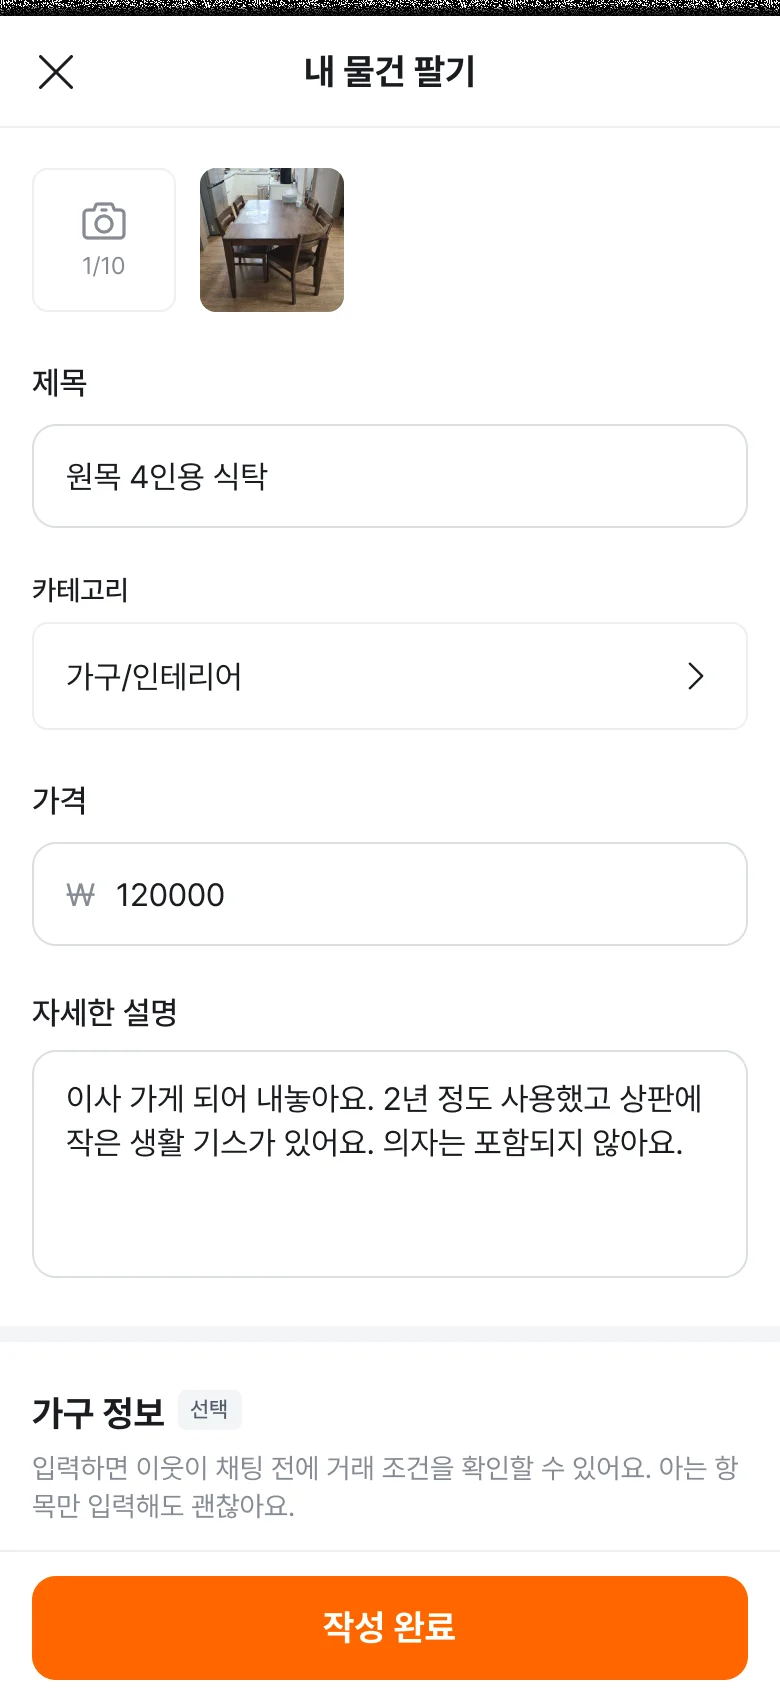 내 물건 팔기
1/10
제목
원목 4인용 식탁
카테고리
가구/인테리어
가격
₩ 120000
자세한 설명
이사 가게 되어 내놓아요. 2년 정도 사용했고 상판에
작은 생활 기스가 있어요. 의자는 포함되지 않아요.
가구 정보 선택
입력하면 이웃이 채팅 전에 거래 조건을 확인할 수 있어요. 아는 항
목만 입력해도 괜찮아요.
작성 완료